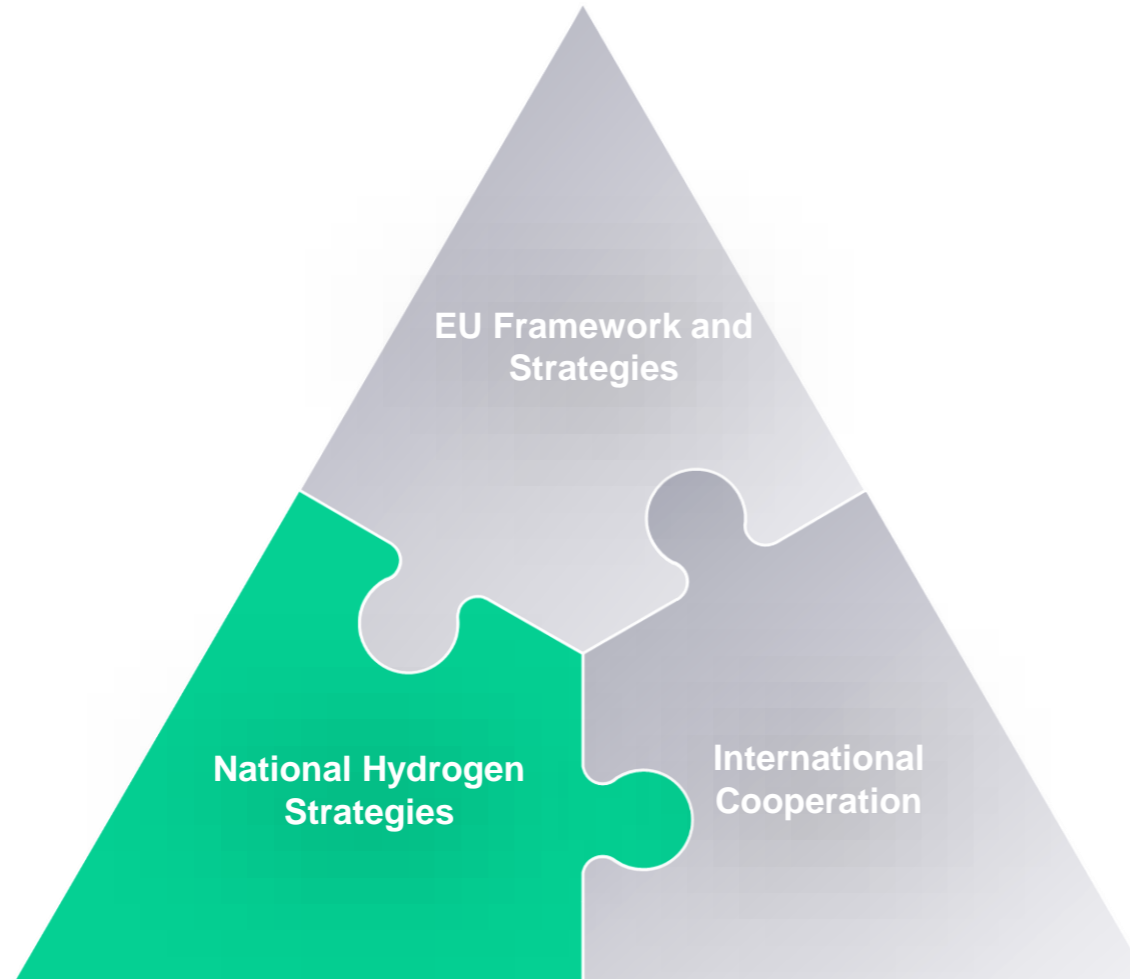 EU Framework and
Strategies
National Hydrogen
Strategies
International
Cooperation